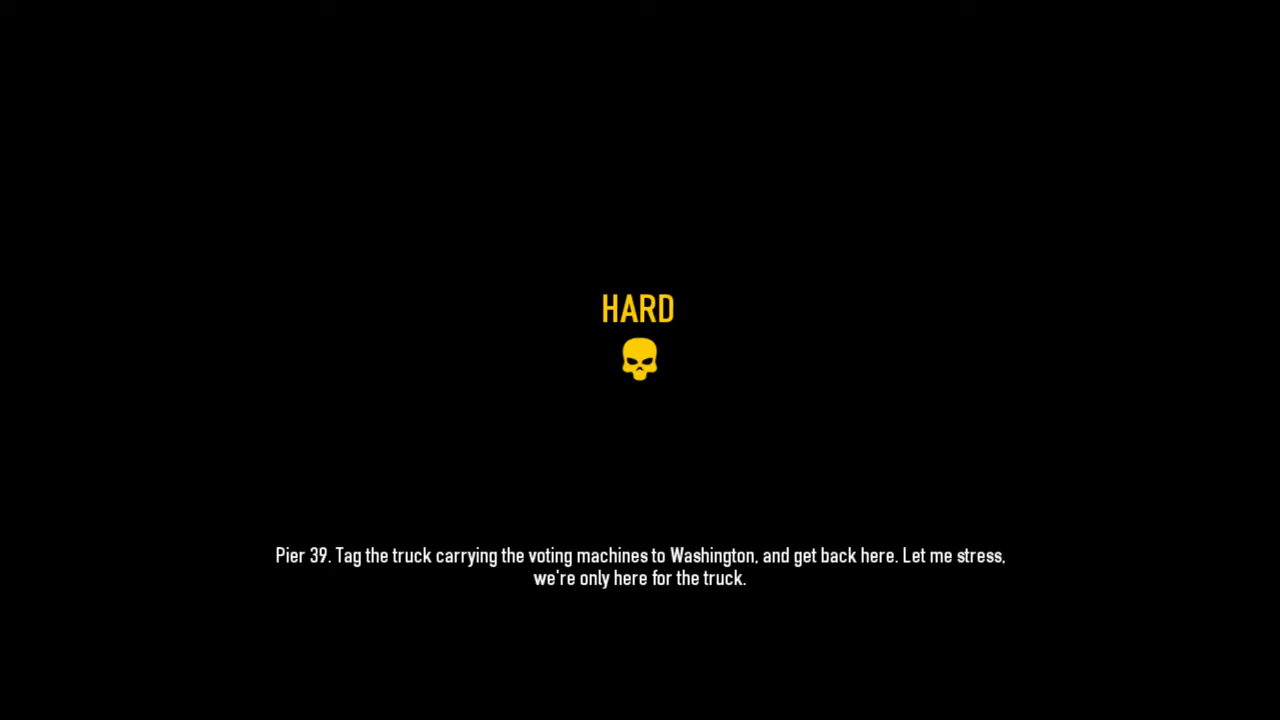 HARD
Pier 39. Tag the truck carrying the voting machines to Washington, and get back here. Let me stress,
we're only here for the truck.